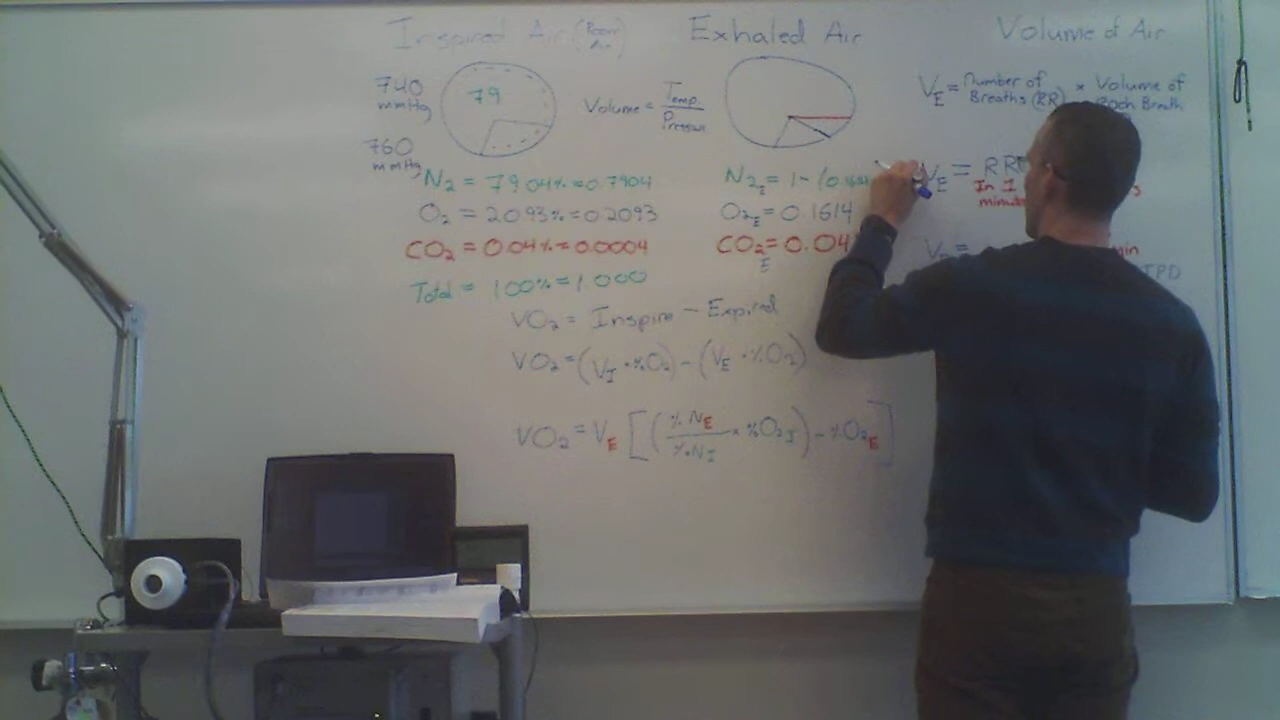 Inspired Air (Room Air)
740 mmHg
79
760 mmHg
Volume = Temp. / Pressure
N2 = 79.04% = 0.7904
O2 = 20.93% = 0.2093
CO2 = 0.04% = 0.0004
Total = 100% = 1.000
Exhaled Air
N2E = 1 - (0.
O2E = 0.1614
CO2E = 0.04
VO2 = Inspire - Expired
VO2 = (VI · %O2) - (VE · %O2)
VO2 = VE [(%NE / %NI × %O2I) - %O2E]
Volume of Air
VE = Number of Breaths (RR) × Volume of Each Breath
VE = RR
In 1
minute